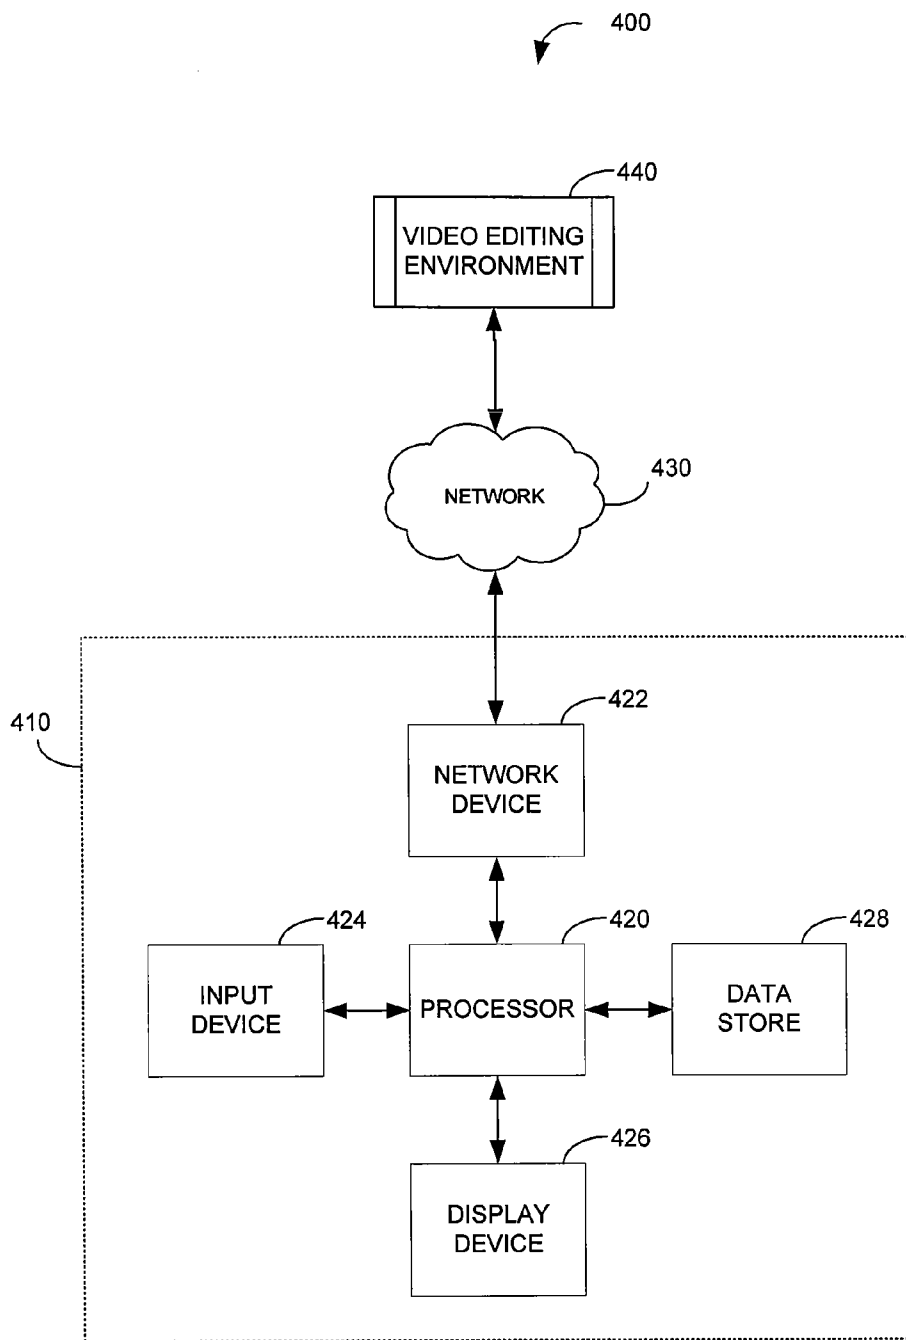 400
440
VIDEO EDITING
ENVIRONMENT
NETWORK
430
410
422
NETWORK
DEVICE
424
420
428
INPUT
DEVICE
PROCESSOR
DATA
STORE
426
DISPLAY
DEVICE